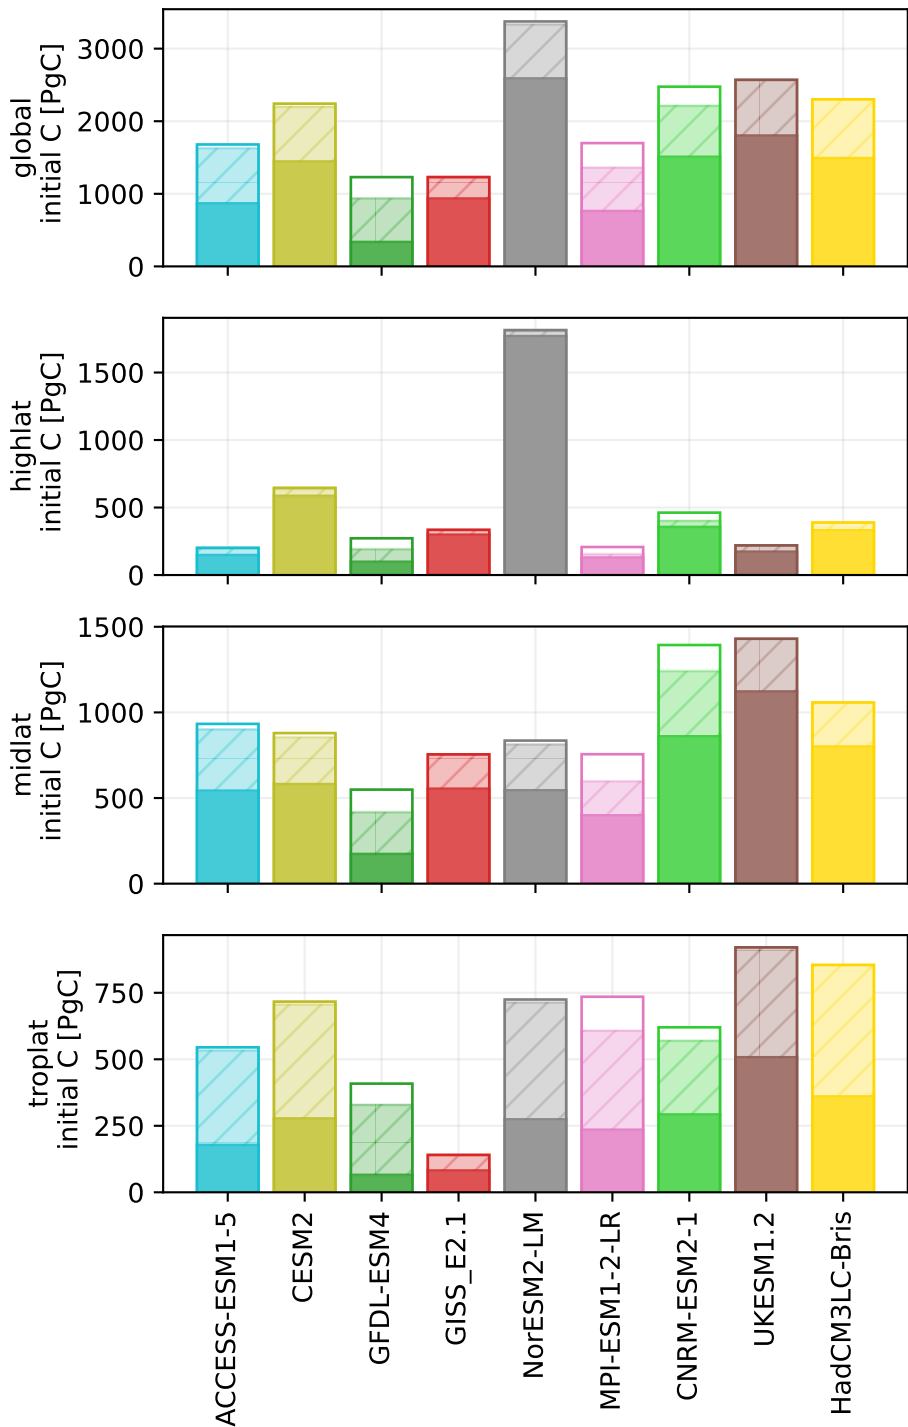 global
initial C [PgC]
3000
2000
1000
0
highlat
initial C [PgC]
1500
1000
500
0
midlat
initial C [PgC]
1500
1000
500
0
troplat
initial C [PgC]
750
500
250
0
ACCESS-ESM1-5
CESM2
GFDL-ESM4
GISS_E2.1
NorESM2-LM
MPI-ESM1-2-LR
CNRM-ESM2-1
UKESM1.2
HadCM3LC-Bris